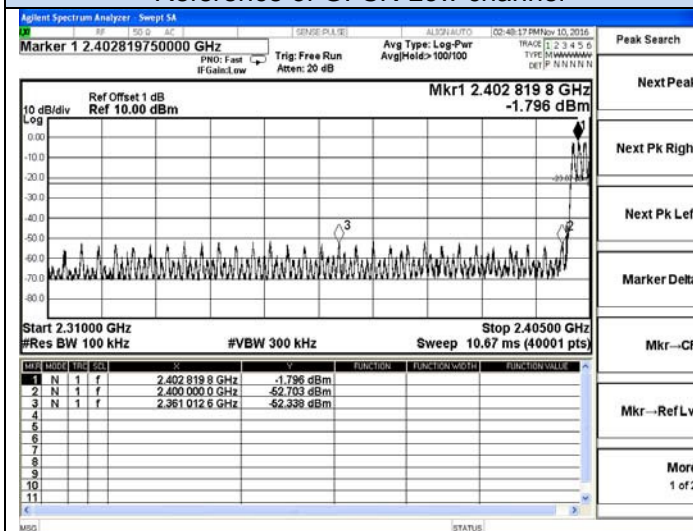 Agilent Spectrum Analyzer - Swept SA
RF 50 Ω AC SENSE:PULSE ALIGN AUTO 02:48:17 PM Nov 10, 2016
Marker 1 2.402819750000 GHz
PNO: Fast
IFGain:Low
Trig: Free Run
Atten: 20 dB
Avg Type: Log-Pwr
Avg|Hold:> 100/100
TRACE 1 2 3 4 5 6
TYPE M
DET P N N N N N
Ref Offset 1 dB
Ref 10.00 dBm
10 dB/div
Log
Mkr1 2.402 819 8 GHz
-1.796 dBm
0.00
-10.0
-20.0
-30.0
-40.0
-50.0
-60.0
-70.0
-80.0
1
2
3
Start 2.31000 GHz
Stop 2.40500 GHz
#Res BW 100 kHz #VBW 300 kHz Sweep 10.67 ms (40001 pts)
MKR MODE TRC SCL X Y FUNCTION FUNCTION WIDTH FUNCTION VALUE
1 N 1 f 2.402 819 8 GHz -1.796 dBm
2 N 1 f 2.400 000 0 GHz -52.703 dBm
3 N 1 f 2.361 012 6 GHz -52.338 dBm
4
5
6
7
8
9
10
11
MSG STATUS
Peak Search
Next Peak
Next Pk Righ
Next Pk Lef
Marker Delta
Mkr→CF
Mkr→Ref Lv
More
1 of 2